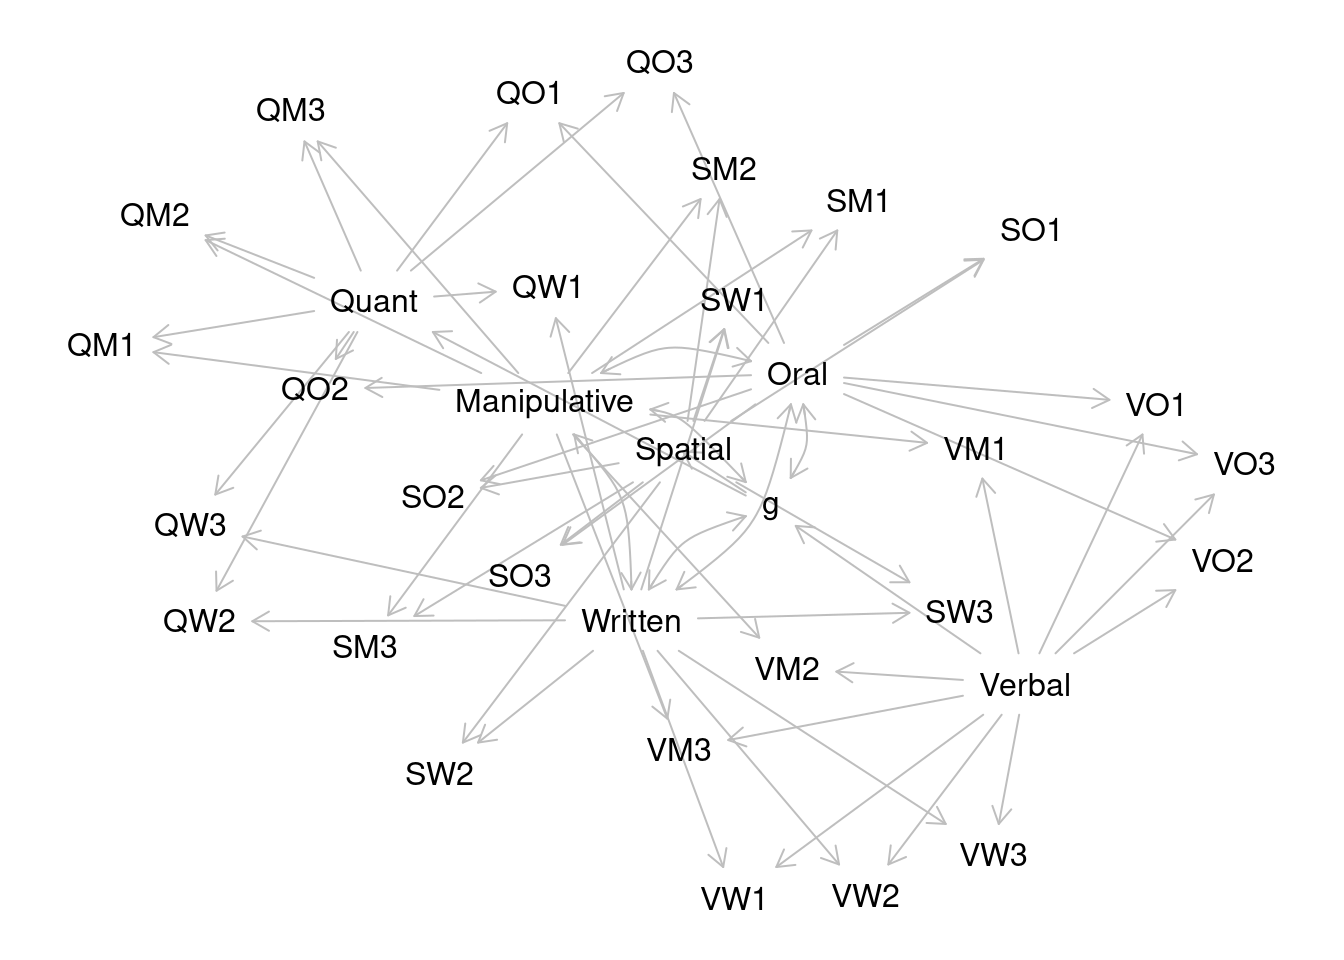 QO3
QO1
QM3
SM2
SM1
QM2
SO1
QW1
Quant
SW1
QM1
Oral
QO2
Manipulative
VO1
Spatial
VM1
VO3
SO2
g
QW3
VO2
SO3
SW3
QW2
Written
SM3
VM2
Verbal
VM3
SW2
VW3
VW2
VW1